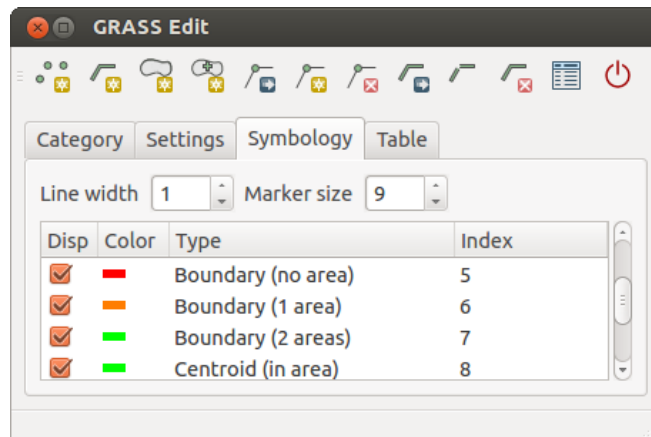 GRASS Edit
Category Settings Symbology Table
Line width 1 Marker size 9
Disp Color Type Index
Boundary (no area) 5
Boundary (1 area) 6
Boundary (2 areas) 7
Centroid (in area) 8